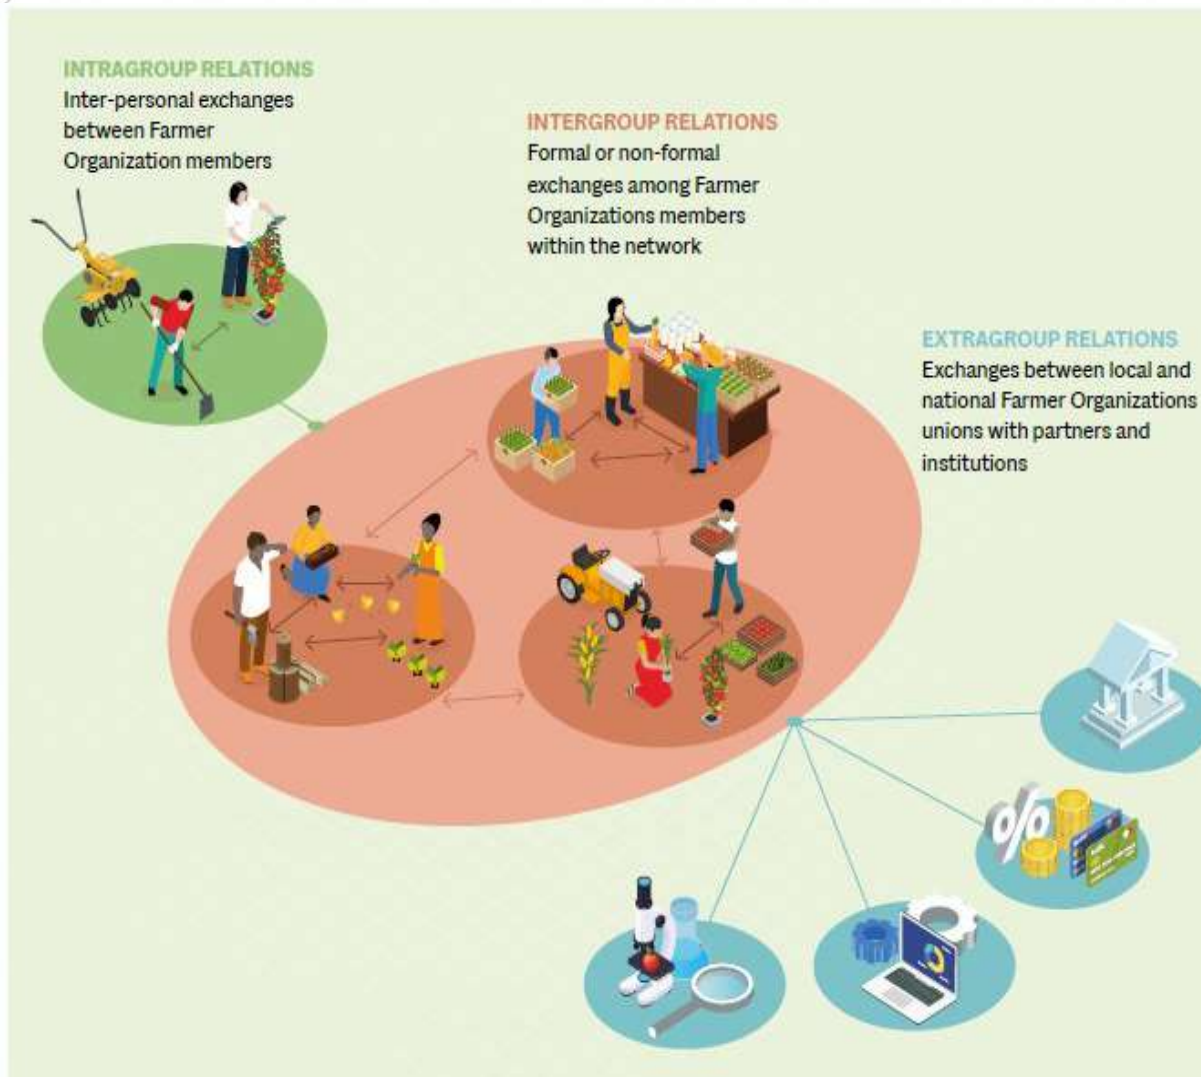 INTRAGROUP RELATIONS
Inter-personal exchanges
between Farmer
Organization members
INTERGROUP RELATIONS
Formal or non-formal
exchanges among Farmer
Organizations members
within the network
EXTRAGROUP RELATIONS
Exchanges between local and
national Farmer Organizations
unions with partners and
institutions
%